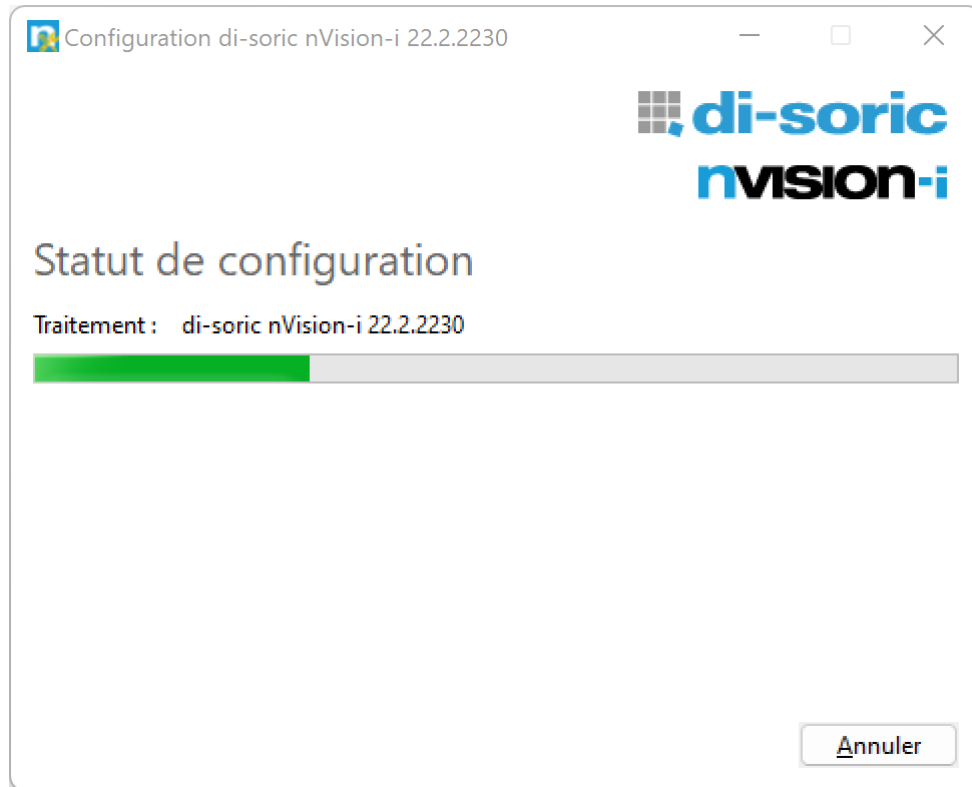 Configuration di-soric nVision-i 22.2.2230
di-soric
nvision-i
Statut de configuration
Traitement : di-soric nVision-i 22.2.2230
Annuler